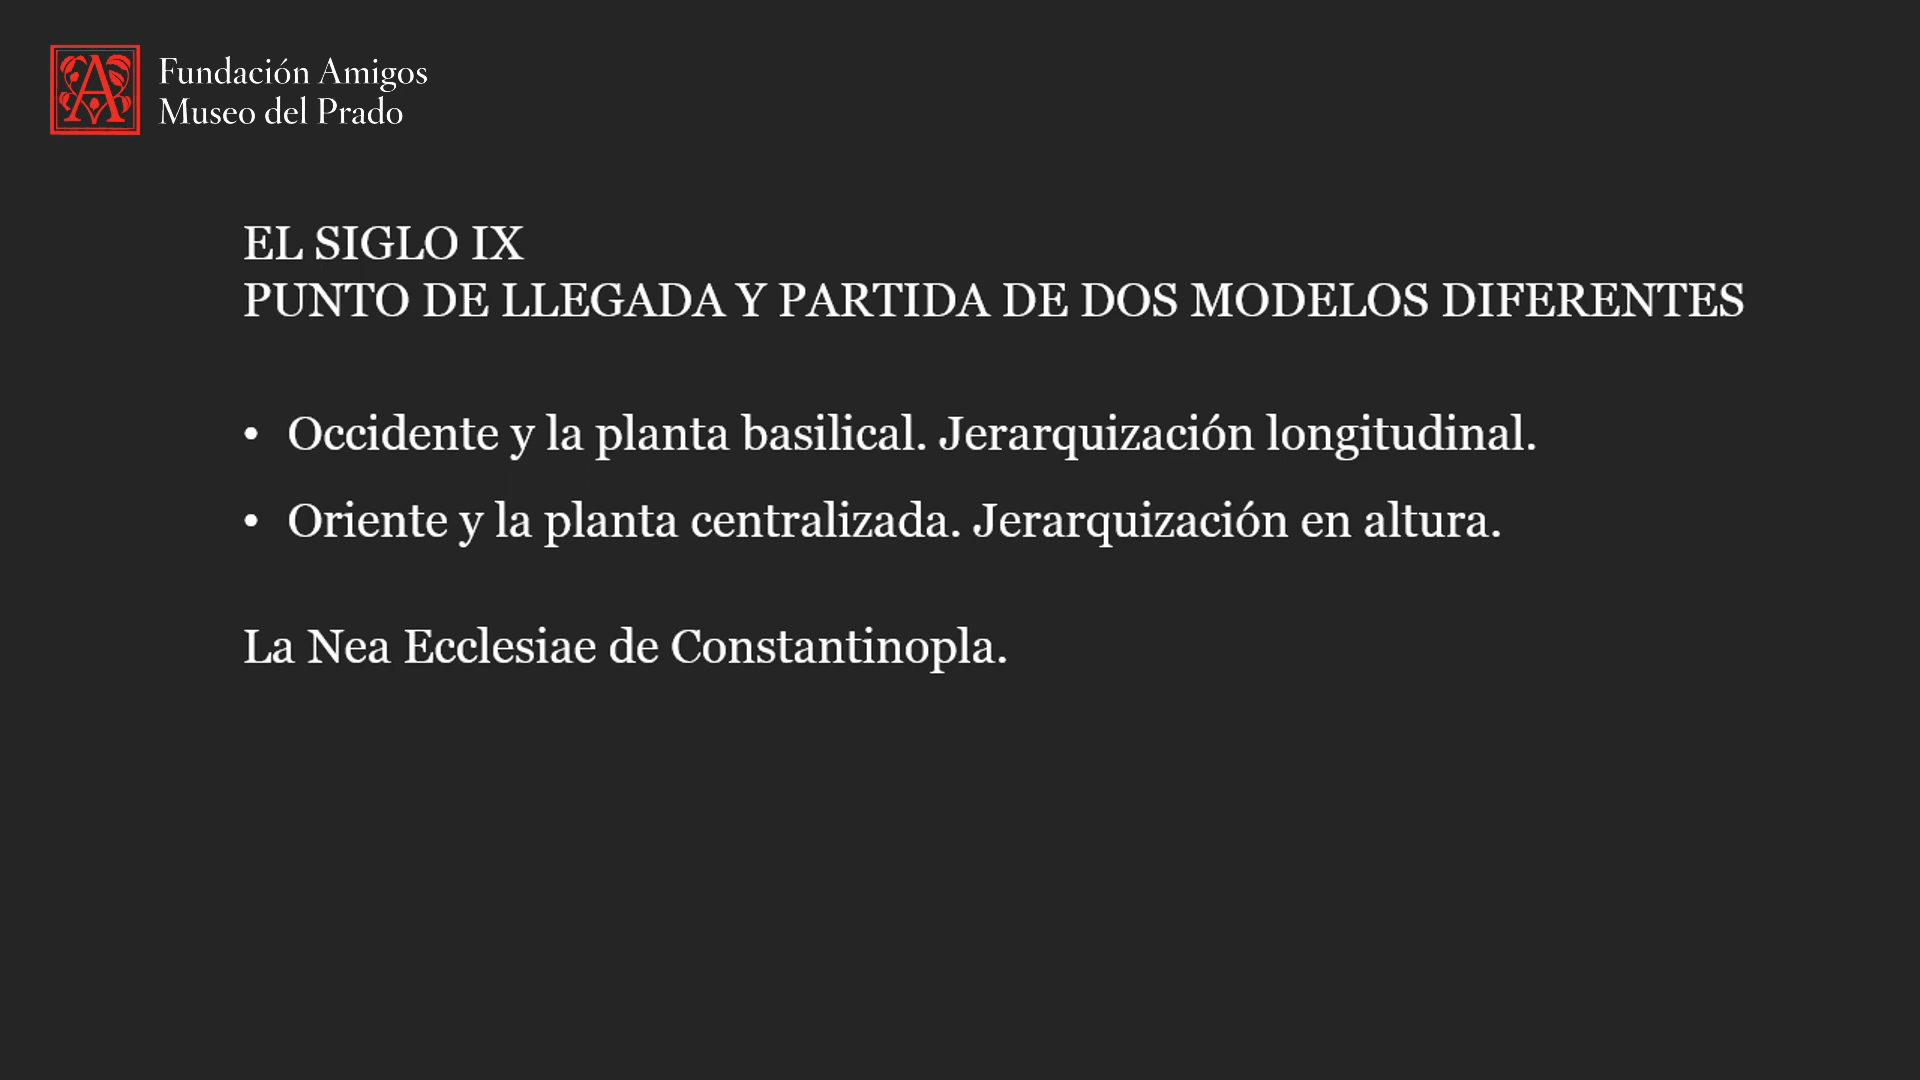 Fundación Amigos
Museo del Prado
EL SIGLO IX
PUNTO DE LLEGADA Y PARTIDA DE DOS MODELOS DIFERENTES
• Occidente y la planta basilical. Jerarquización longitudinal.
• Oriente y la planta centralizada. Jerarquización en altura.
La Nea Ecclesiae de Constantinopla.